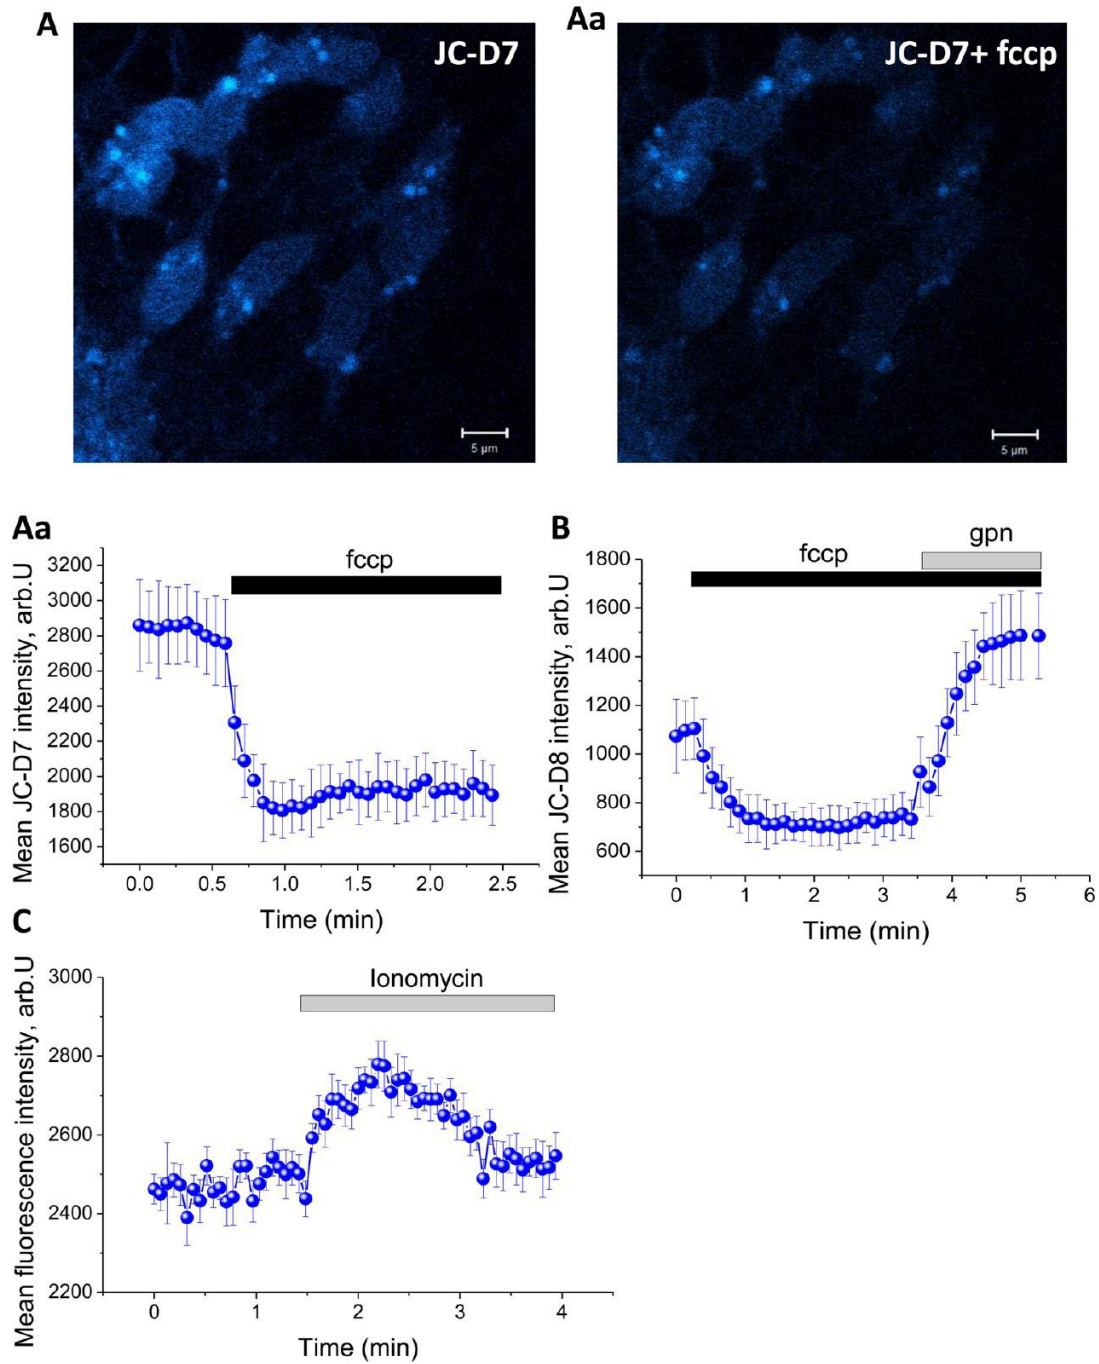 A
JC-D7
5 μm
Aa
JC-D7+ fccp
5 μm
Aa
fccp
Mean JC-D7 intensity, arb.U
3200
3000
2800
2600
2400
2200
2000
1800
1600
0.0 0.5 1.0 1.5 2.0 2.5
Time (min)
B
gpn
fccp
Mean JC-D8 intensity, arb.U
1800
1600
1400
1200
1000
800
600
0 1 2 3 4 5 6
Time (min)
C
Ionomycin
Mean fluorescence intensity, arb.U
3000
2800
2600
2400
2200
0 1 2 3 4
Time (min)